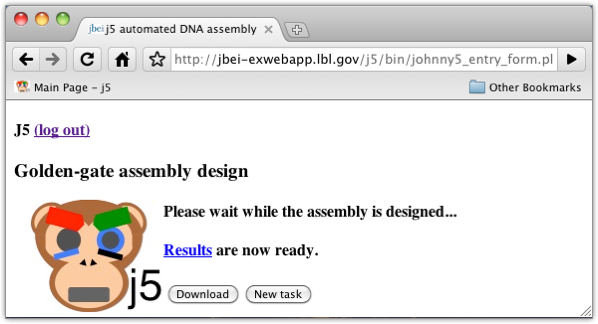 jbei j5 automated DNA assembly
http://jbei-exwebapp.lbl.gov/j5/bin/johnny5_entry_form.pl
Main Page – j5
Other Bookmarks
J5 (log out)
Golden-gate assembly design
Please wait while the assembly is designed...
Results are now ready.
j5
Download
New task